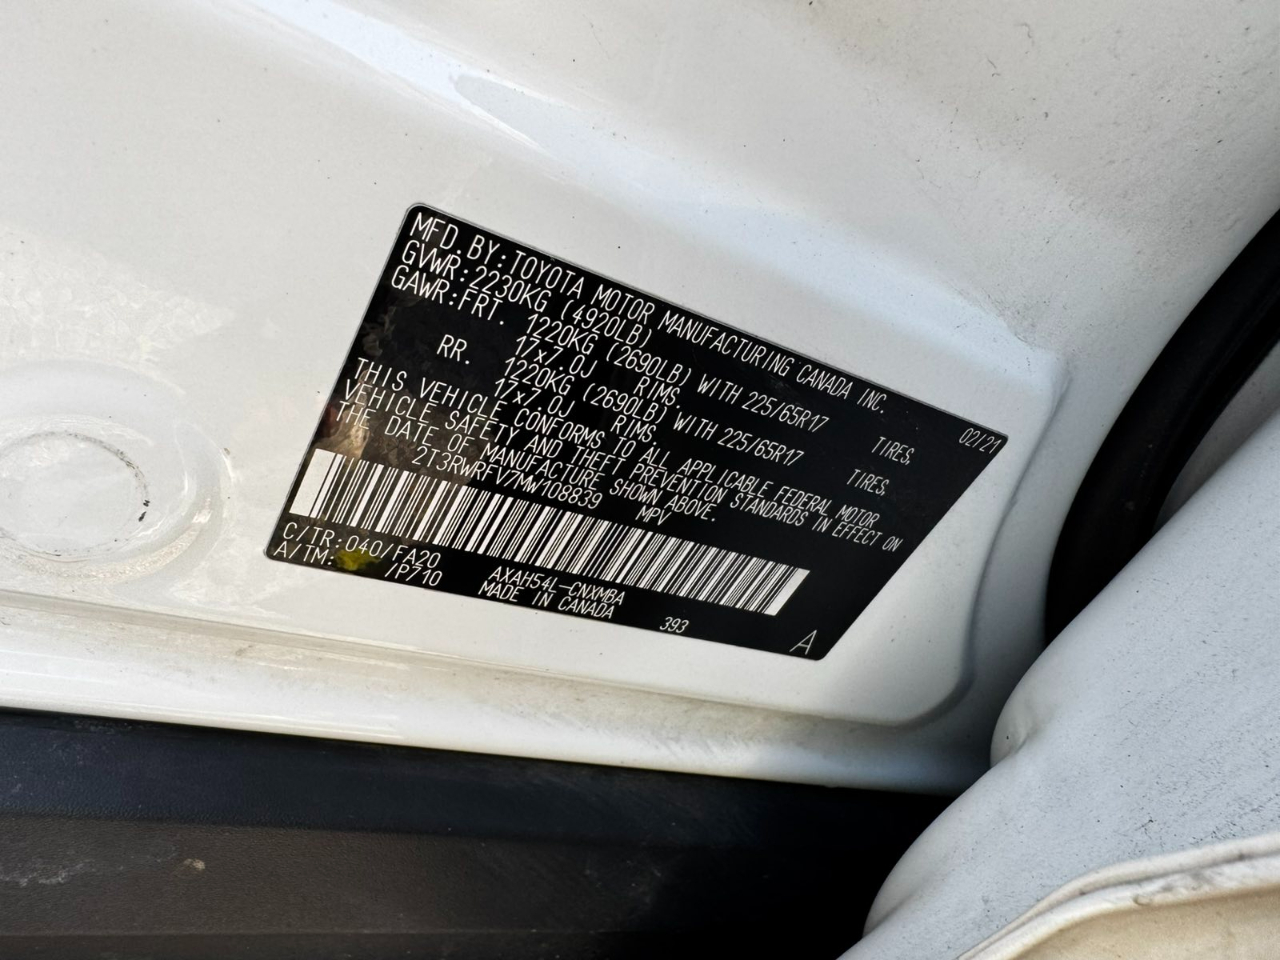 MFD. BY: TOYOTA MOTOR MANUFACTURING CANADA INC. 02/21
GVWR: 2230KG (4920LB)
GAWR: FRT. 1220KG (2690LB) WITH 225/65R17 TIRES,
17x7.0J RIMS,
RR. 1220KG (2690LB) WITH 225/65R17 TIRES,
17x7.0J RIMS,
THIS VEHICLE CONFORMS TO ALL APPLICABLE FEDERAL MOTOR
VEHICLE SAFETY AND THEFT PREVENTION STANDARDS IN EFFECT ON
THE DATE OF MANUFACTURE SHOWN ABOVE.
2T3RWRFV7MW108839 MPV
C/TR: 040/FA20 AXAH54L-CNXMBA
A/TM: /P710 MADE IN CANADA 393 A